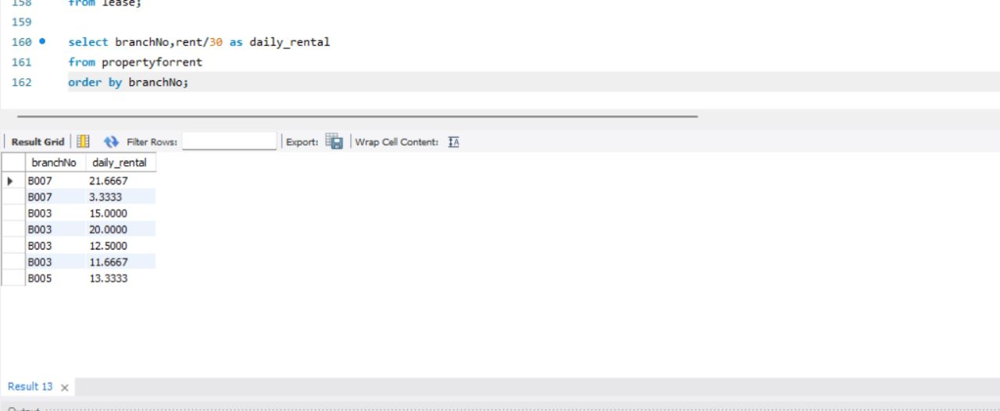 158 from lease;
159
160 select branchNo,rent/30 as daily_rental
161 from propertyforrent
162 order by branchNo;
Result Grid Filter Rows: Export: Wrap Cell Content: IA
branchNo daily_rental
B007 21.6667
B007 3.3333
B003 15.0000
B003 20.0000
B003 12.5000
B003 11.6667
B005 13.3333
Result 13 ×
Output